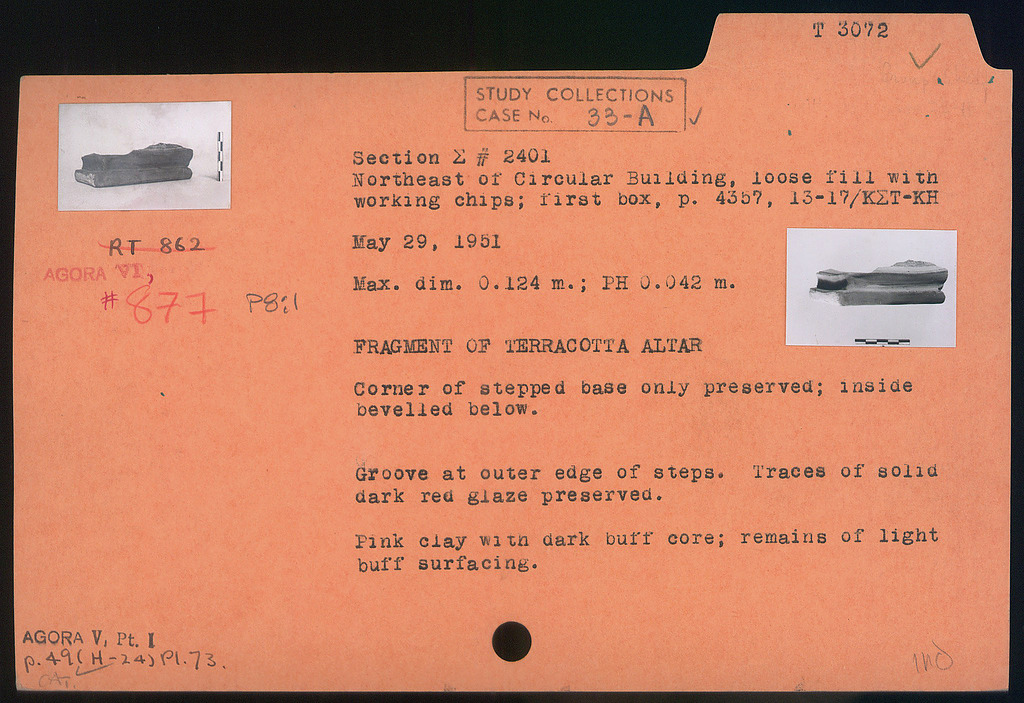 T 3072
STUDY COLLECTIONS
CASE No. 33-A
Section Σ # 2401
Northeast of Circular Building, loose fill with
working chips; first box, p. 4357, 13-17/ΚΣΤ-ΚΗ
May 29, 1951
Max. dim. 0.124 m.; PH 0.042 m.
FRAGMENT OF TERRACOTTA ALTAR
Corner of stepped base only preserved; inside
bevelled below.
Groove at outer edge of steps. Traces of solid
dark red glaze preserved.
Pink clay with dark buff core; remains of light
buff surfacing.
RT 862
AGORA VI,
# 877 P8:1
AGORA V, Pt. I
p. 49 (H-24) Pl. 73.
Cat.